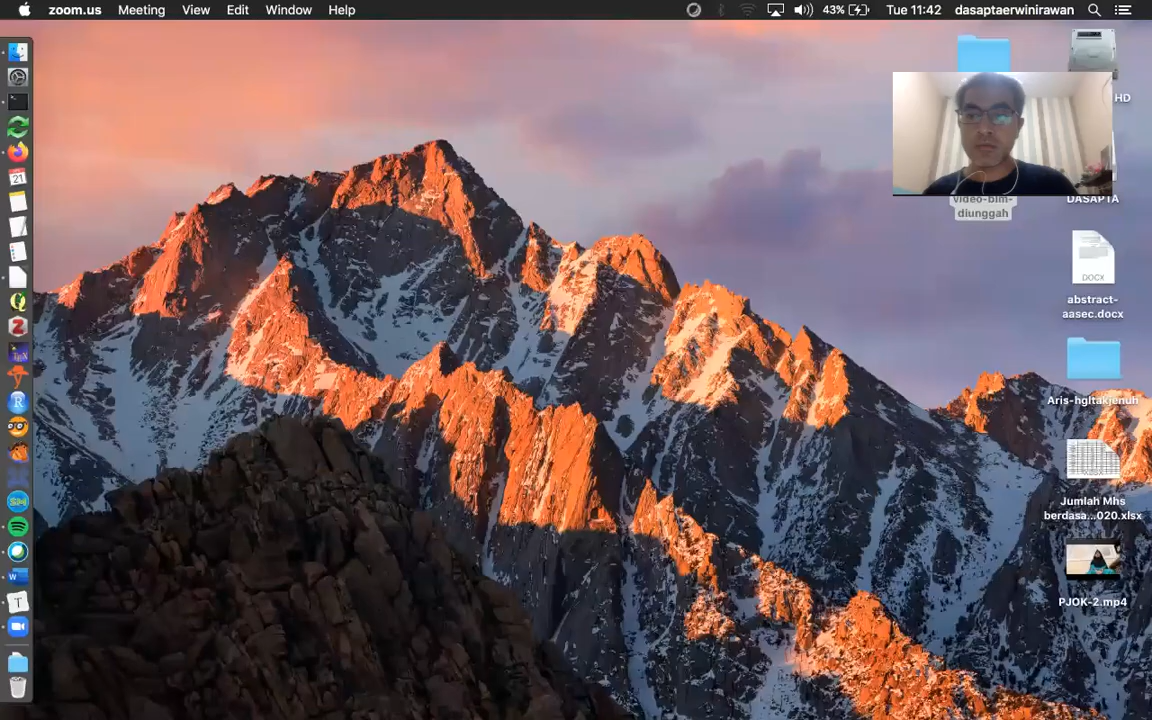 zoom.us Meeting View Edit Window Help 43% Tue 11:42 dasaptaerwinirawan
HD
DASAPTA
video-blm-
diunggah
DOCX
abstract-
aasec.docx
Aris-hgltakjenuh
Jumlah Mhs
berdasa...020.xlsx
PJOK-2.mp4
21
Z
TeX
R
W
T